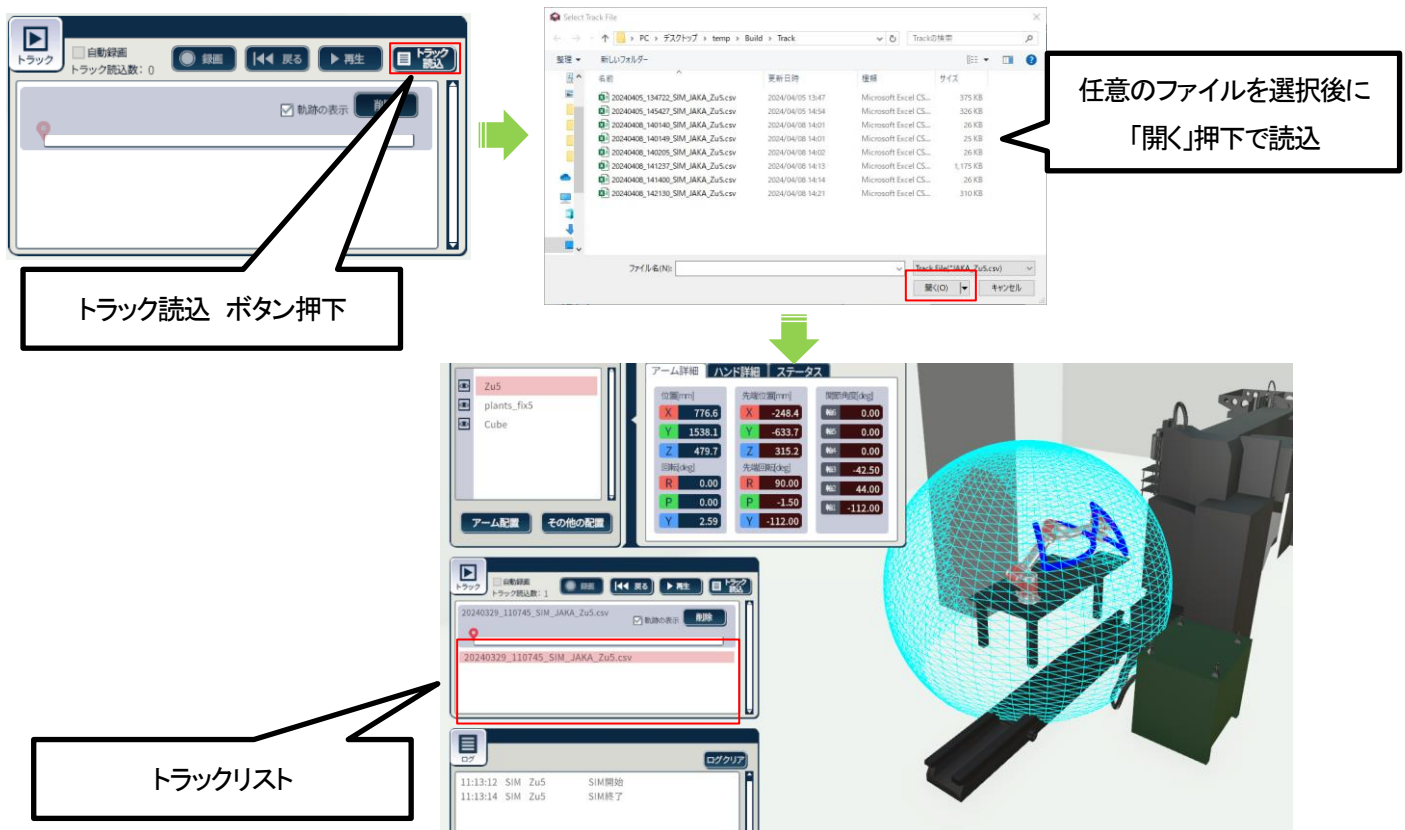 トラック
自動録画
トラック読込数: 0
録画
戻る
再生
トラック
読込
軌跡の表示
トラック読込 ボタン押下
Select Track File
PC › デスクトップ › temp › Build › Track
Trackの検索
整理
新しいフォルダー
名前 更新日時 種類 サイズ
20240405_134722_SIM_JAKA_Zu5.csv 2024/04/05 13:47 Microsoft Excel CS... 375 KB
20240405_145427_SIM_JAKA_Zu5.csv 2024/04/05 14:54 Microsoft Excel CS... 326 KB
20240408_140140_SIM_JAKA_Zu5.csv 2024/04/08 14:01 Microsoft Excel CS... 26 KB
20240408_140149_SIM_JAKA_Zu5.csv 2024/04/08 14:01 Microsoft Excel CS... 25 KB
20240408_140205_SIM_JAKA_Zu5.csv 2024/04/08 14:02 Microsoft Excel CS... 26 KB
20240408_141237_SIM_JAKA_Zu5.csv 2024/04/08 14:13 Microsoft Excel CS... 1,175 KB
20240408_141400_SIM_JAKA_Zu5.csv 2024/04/08 14:14 Microsoft Excel CS... 26 KB
20240408_142130_SIM_JAKA_Zu5.csv 2024/04/08 14:21 Microsoft Excel CS... 310 KB
ファイル名(N):
Track File(*JAKA_Zu5.csv)
開く(O)
キャンセル
任意のファイルを選択後に
「開く」押下で読込
Zu5
plants_fix5
Cube
アーム配置
その他の配置
アーム詳細 ハンド詳細 ステータス
位置[mm] 先端位置[mm] 関節角度[deg]
X 776.6 X -248.4 軸6 0.00
Y 1538.1 Y -633.7 軸5 0.00
Z 479.7 Z 315.2 軸4 0.00
回転[deg] 先端回転[deg] 軸3 -42.50
R 0.00 R 90.00 軸2 44.00
P 0.00 P -1.50 軸1 -112.00
Y 2.59 Y -112.00
トラック
自動録画
トラック読込数: 1
録画
戻る
再生
トラック
読込
20240329_110745_SIM_JAKA_Zu5.csv
軌跡の表示
削除
20240329_110745_SIM_JAKA_Zu5.csv
トラックリスト
ログ
ログクリア
11:13:12 SIM Zu5 SIM開始
11:13:14 SIM Zu5 SIM終了